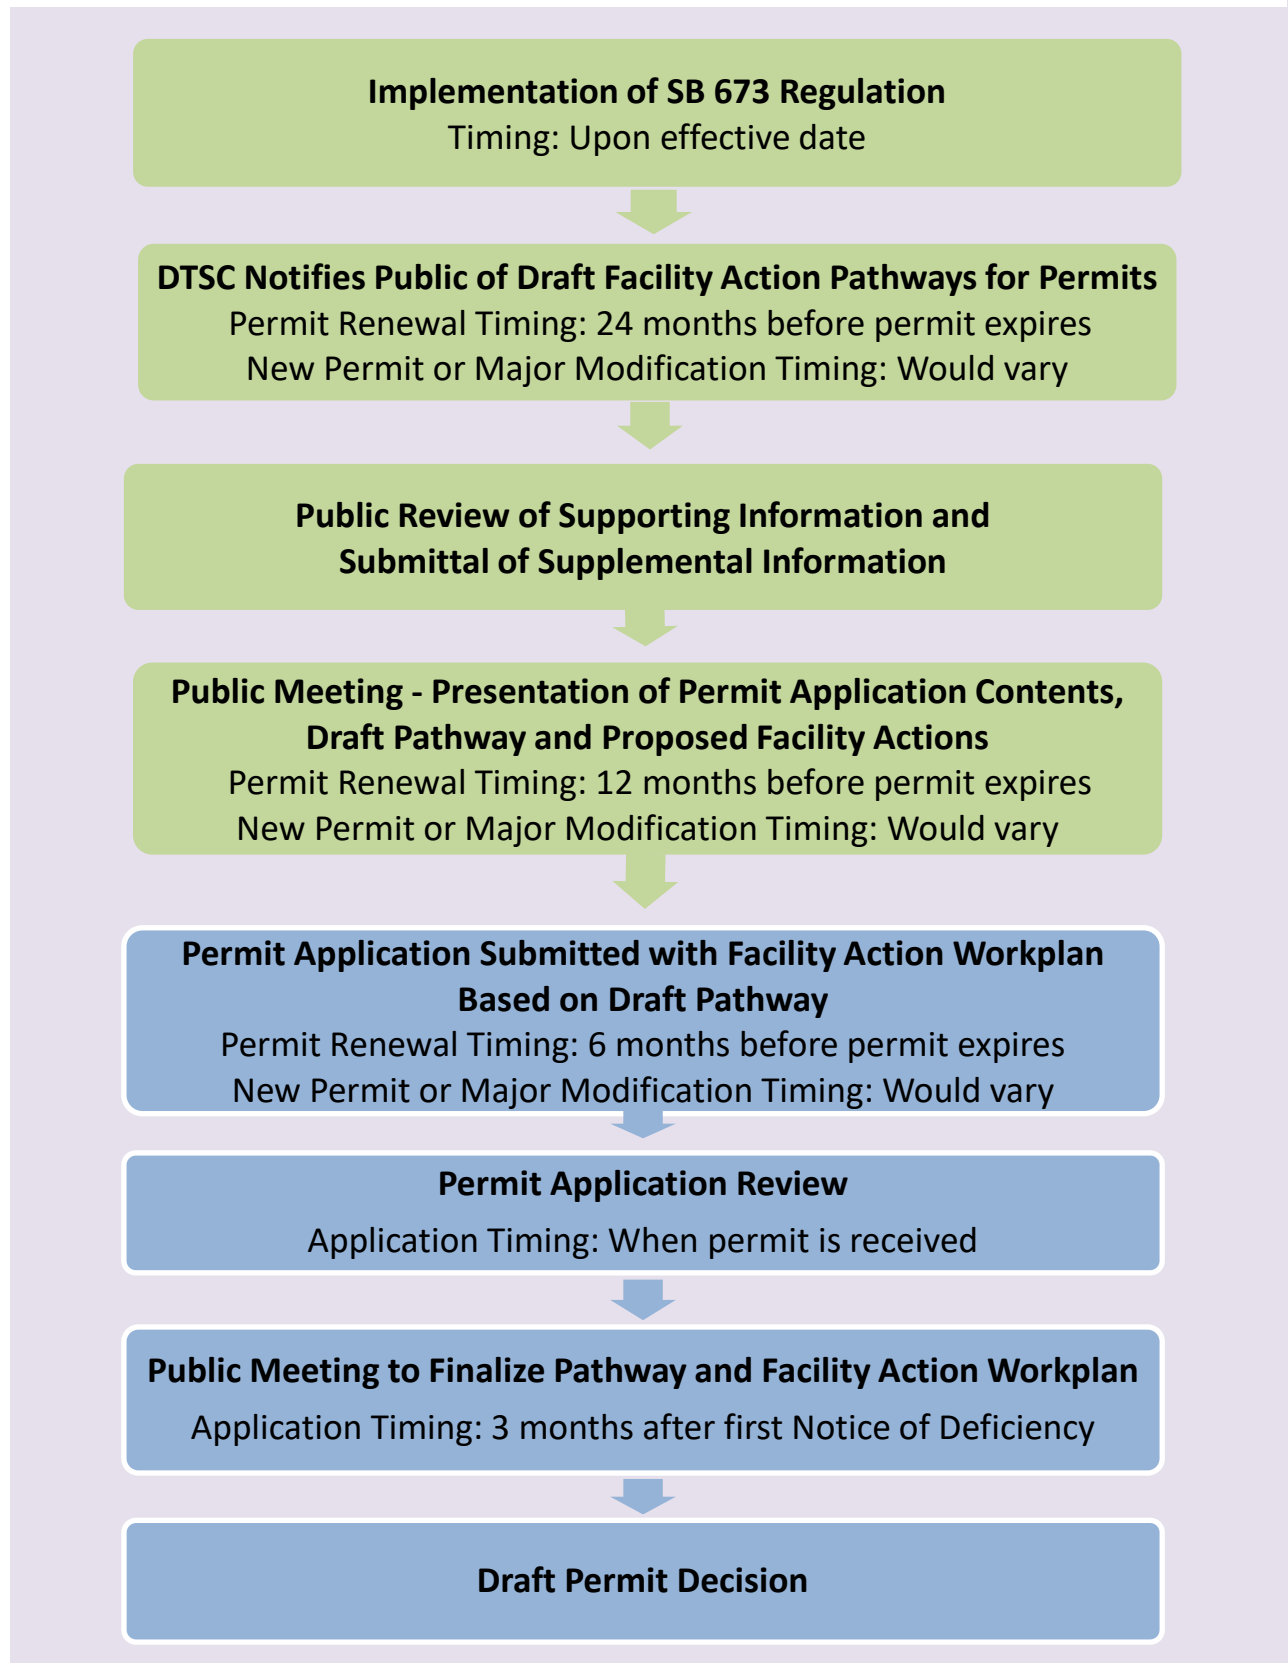 Implementation of SB 673 Regulation
Timing: Upon effective date
DTSC Notifies Public of Draft Facility Action Pathways for Permits
Permit Renewal Timing: 24 months before permit expires
New Permit or Major Modification Timing: Would vary
Public Review of Supporting Information and
Submittal of Supplemental Information
Public Meeting - Presentation of Permit Application Contents,
Draft Pathway and Proposed Facility Actions
Permit Renewal Timing: 12 months before permit expires
New Permit or Major Modification Timing: Would vary
Permit Application Submitted with Facility Action Workplan
Based on Draft Pathway
Permit Renewal Timing: 6 months before permit expires
New Permit or Major Modification Timing: Would vary
Permit Application Review
Application Timing: When permit is received
Public Meeting to Finalize Pathway and Facility Action Workplan
Application Timing: 3 months after first Notice of Deficiency
Draft Permit Decision